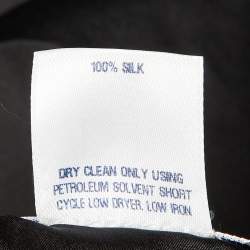 100% SILK
DRY CLEAN ONLY USING
PETROLEUM SOLVENT SHORT
CYCLE LOW DRYER, LOW IRON.